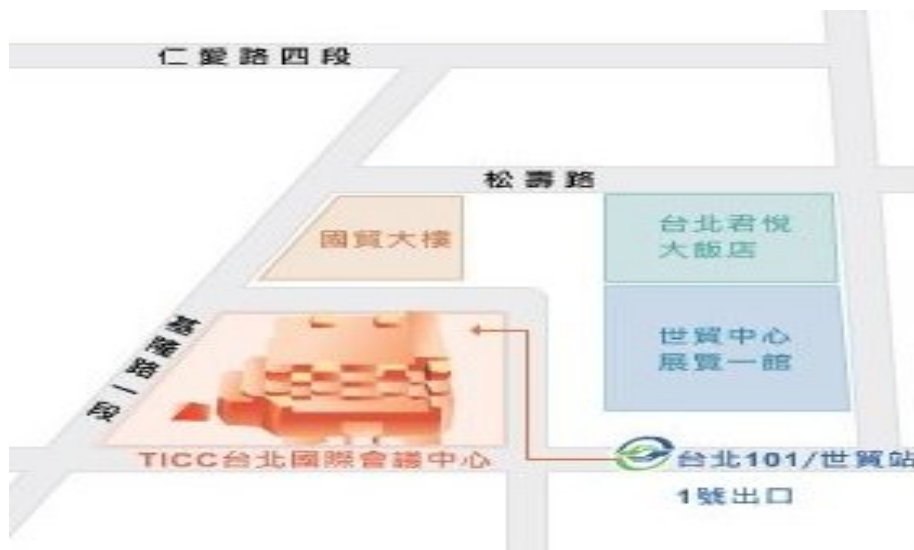 仁愛路四段
松壽路
國貿大樓
台北君悅
大飯店
基隆路一段
世貿中心
展覽一館
TICC台北國際會議中心
台北101/世貿站
1號出口